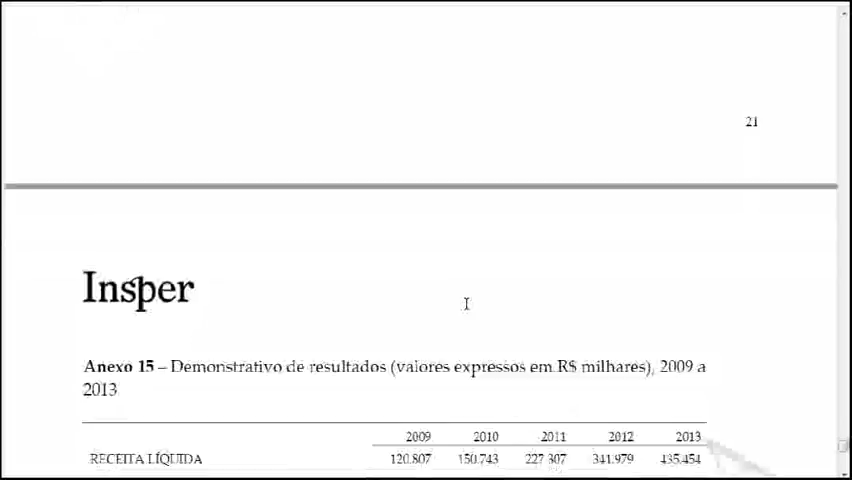 21
Insper
Anexo 15 – Demonstrativo de resultados (valores expressos em R$ milhares), 2009 a
2013
2009 2010 2011 2012 2013
RECEITA LÍQUIDA 120.807 150.743 227.307 341.979 435.454